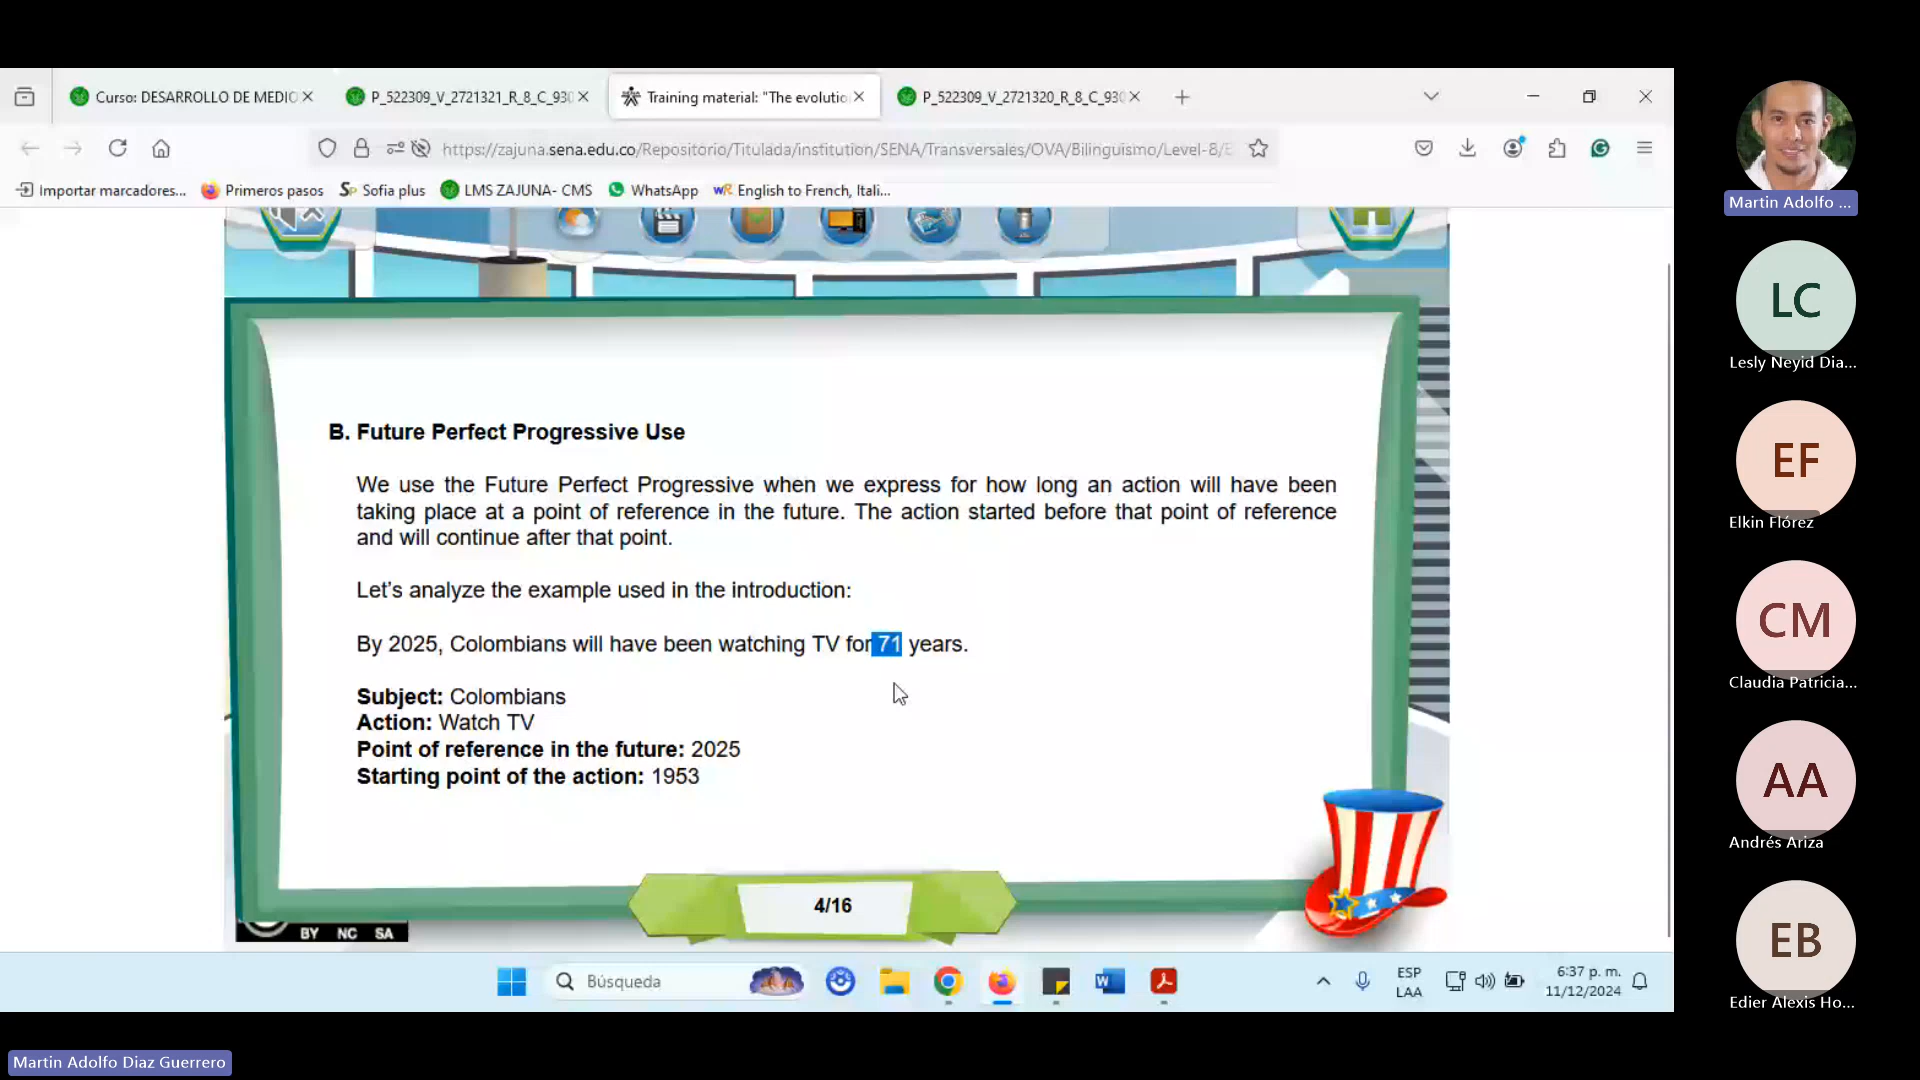 Curso: DESARROLLO DE MEDIO
P_522309_V_2721321_R_8_C_930
Training material: "The evolutio
P_522309_V_2721320_R_8_C_930
https://zajuna.sena.edu.co/Repositorio/Titulada/institution/SENA/Transversales/OVA/Bilinguismo/Level-8/E
Importar marcadores...
Primeros pasos
Sofia plus
LMS ZAJUNA- CMS
WhatsApp
English to French, Itali...
B. Future Perfect Progressive Use
We use the Future Perfect Progressive when we express for how long an action will have been
taking place at a point of reference in the future. The action started before that point of reference
and will continue after that point.
Let's analyze the example used in the introduction:
By 2025, Colombians will have been watching TV for 71 years.
Subject: Colombians
Action: Watch TV
Point of reference in the future: 2025
Starting point of the action: 1953
4/16
BY NC SA
Búsqueda
ESP
LAA
6:37 p. m.
11/12/2024
Martin Adolfo ...
LC
Lesly Neyid Dia...
EF
Elkin Flórez
CM
Claudia Patricia...
AA
Andrés Ariza
EB
Edier Alexis Ho...
Martin Adolfo Diaz Guerrero